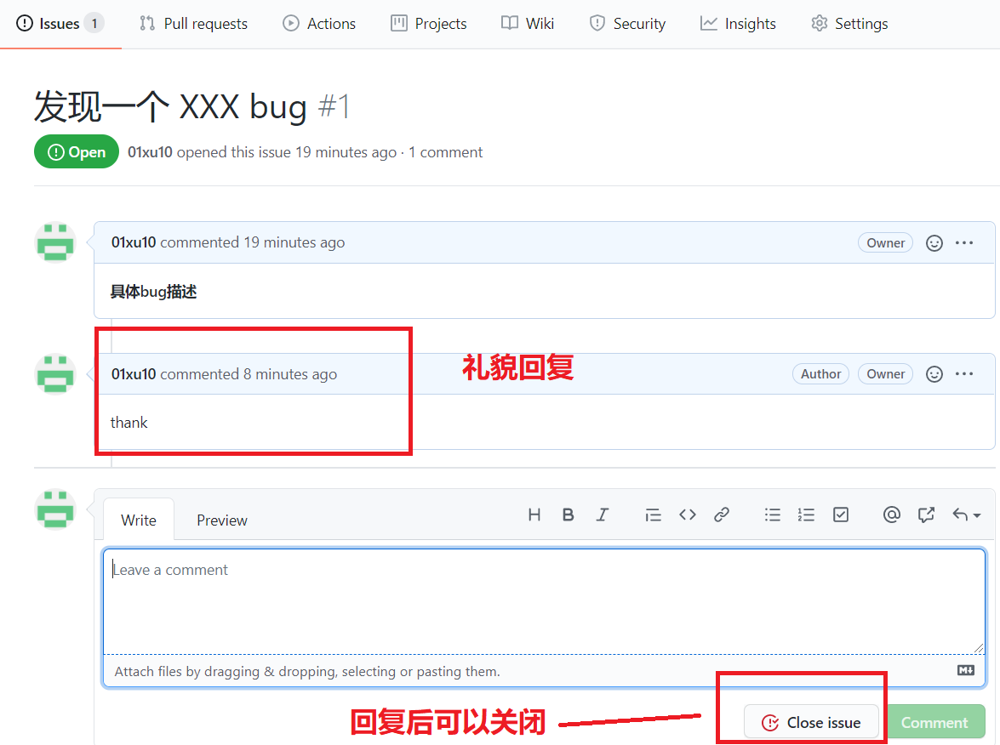 Issues 1 Pull requests Actions Projects Wiki Security Insights Settings
发现一个 XXX bug #1
Open 01xu10 opened this issue 19 minutes ago · 1 comment
01xu10 commented 19 minutes ago Owner
具体bug描述
01xu10 commented 8 minutes ago 礼貌回复 Author Owner
thank
Write Preview
Leave a comment
Attach files by dragging & dropping, selecting or pasting them.
回复后可以关闭 Close issue Comment